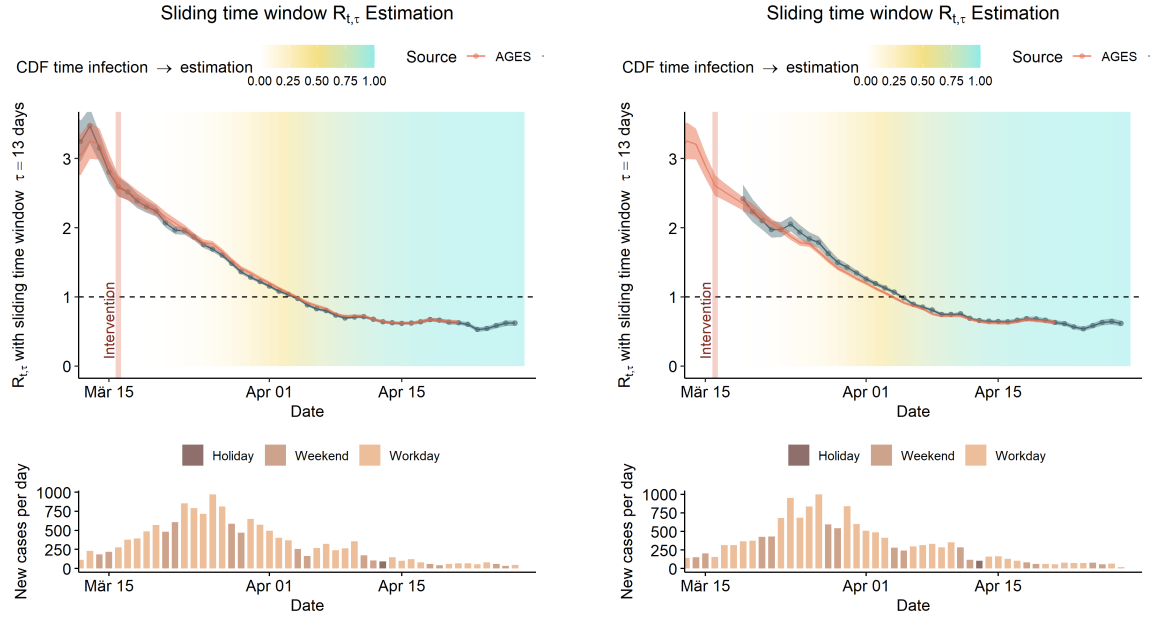 Sliding time window Rt,τ Estimation
CDF time infection → estimation
0.00 0.25 0.50 0.75 1.00
Source AGES
Rt,τ with sliding time window τ = 13 days
3
2
1
0
Intervention
Mär 15 Apr 01 Apr 15
Date
Holiday Weekend Workday
New cases per day
1000
750
500
250
0
Mär 15 Apr 01 Apr 15
Date
Sliding time window Rt,τ Estimation
CDF time infection → estimation
0.00 0.25 0.50 0.75 1.00
Source AGES
Rt,τ with sliding time window τ = 13 days
3
2
1
0
Intervention
Mär 15 Apr 01 Apr 15
Date
Holiday Weekend Workday
New cases per day
1000
750
500
250
0
Mär 15 Apr 01 Apr 15
Date